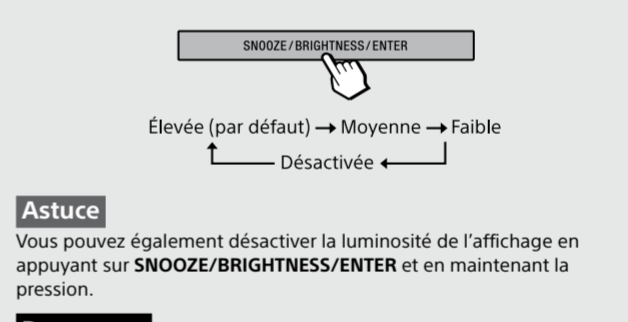 SNOOZE/BRIGHTNESS/ENTER
Élevée (par défaut) → Moyenne → Faible
Désactivée
Astuce
Vous pouvez également désactiver la luminosité de l'affichage en
appuyant sur SNOOZE/BRIGHTNESS/ENTER et en maintenant la
pression.